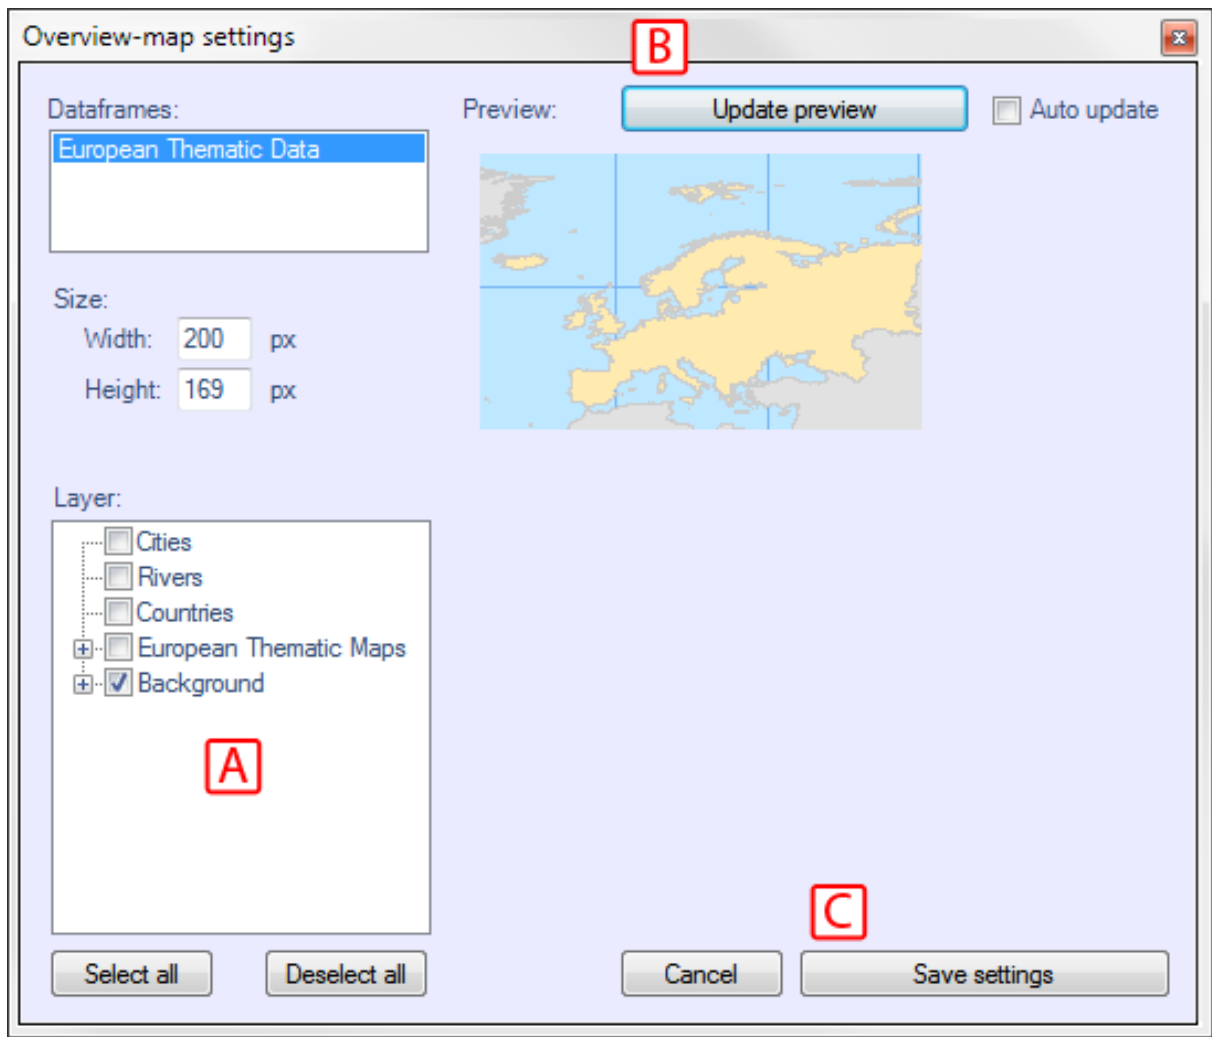 Overview-map settings
B
Dataframes:
Preview:
Update preview
Auto update
European Thematic Data
Size:
Width: 200 px
Height: 169 px
Layer:
Cities
Rivers
Countries
European Thematic Maps
Background
A
C
Select all
Deselect all
Cancel
Save settings